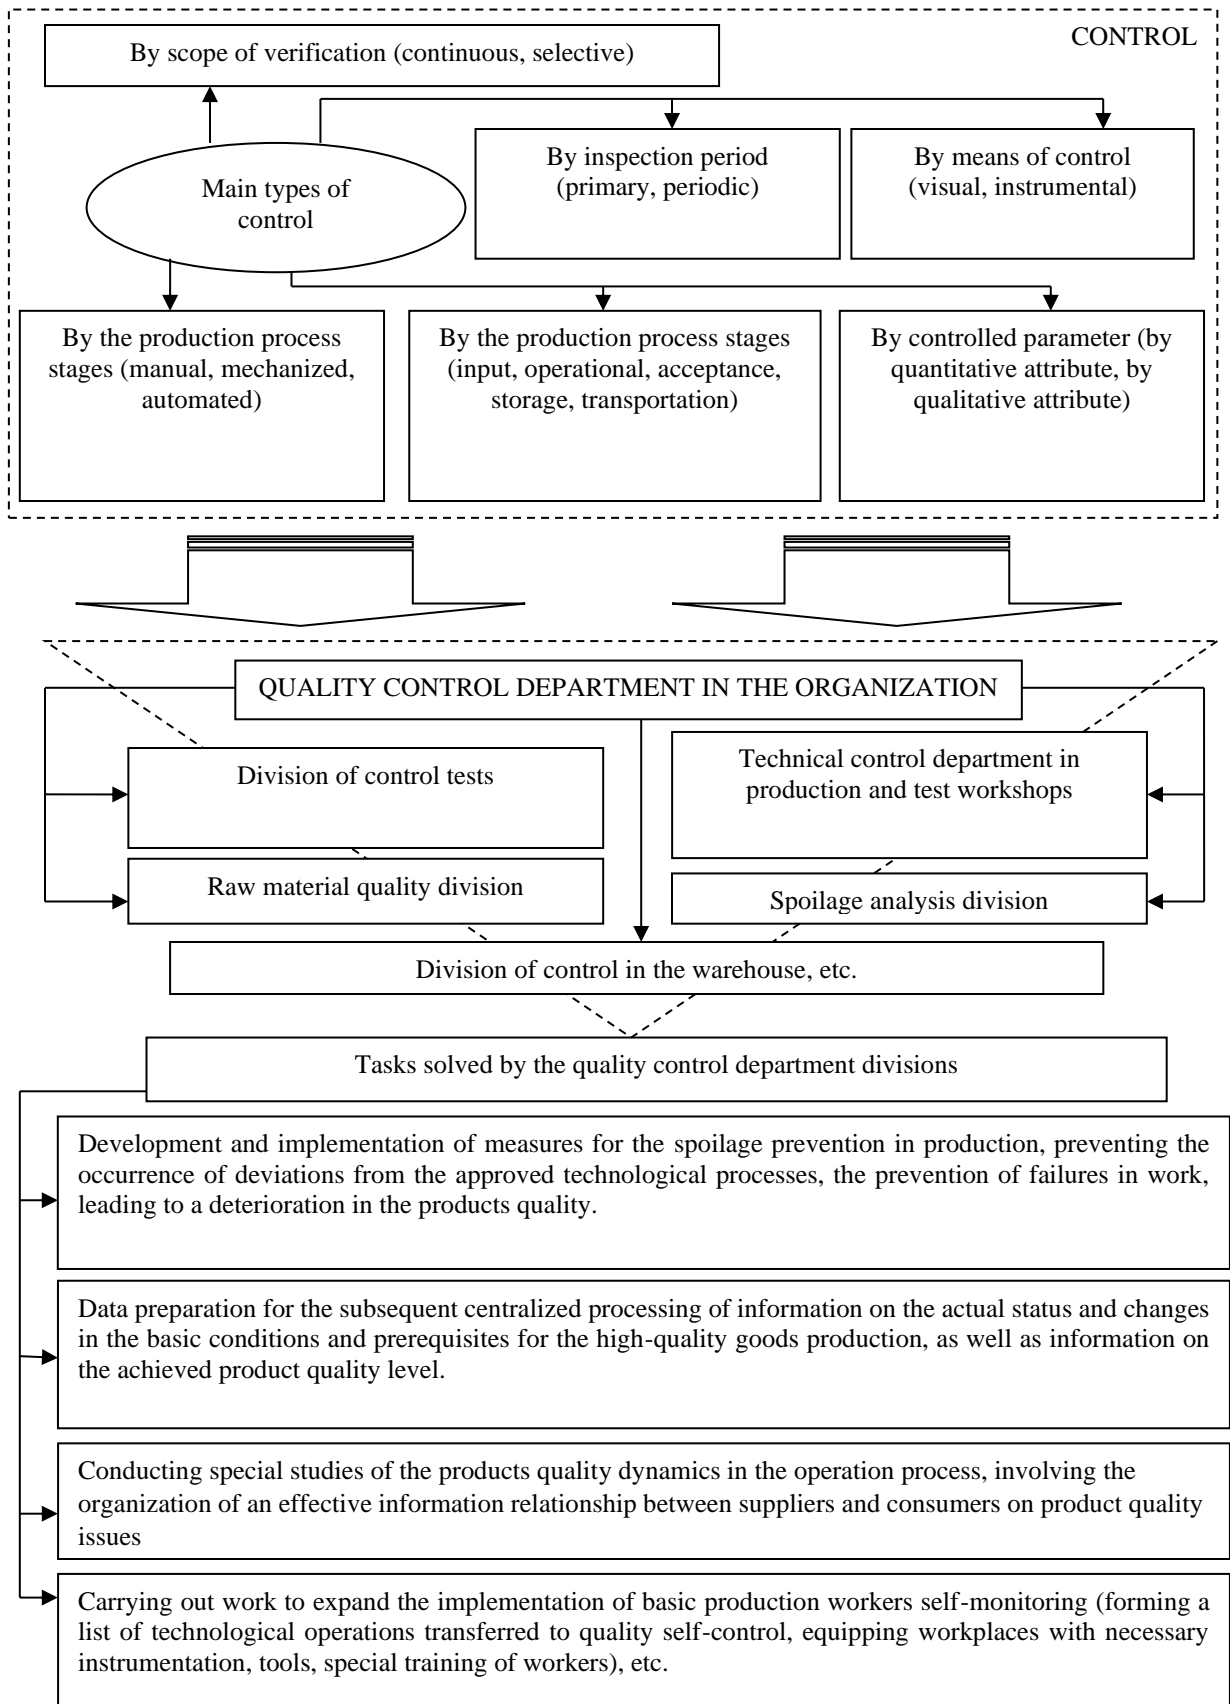 CONTROL
By scope of verification (continuous, selective)
By inspection period
(primary, periodic)
By means of control
(visual, instrumental)
Main types of
control
By the production process
stages (manual, mechanized,
automated)
By the production process stages
(input, operational, acceptance,
storage, transportation)
By controlled parameter (by
quantitative attribute, by
qualitative attribute)
QUALITY CONTROL DEPARTMENT IN THE ORGANIZATION
Division of control tests
Technical control department in
production and test workshops
Raw material quality division
Spoilage analysis division
Division of control in the warehouse, etc.
Tasks solved by the quality control department divisions
Development and implementation of measures for the spoilage prevention in production, preventing the
occurrence of deviations from the approved technological processes, the prevention of failures in work,
leading to a deterioration in the products quality.
Data preparation for the subsequent centralized processing of information on the actual status and changes
in the basic conditions and prerequisites for the high-quality goods production, as well as information on
the achieved product quality level.
Conducting special studies of the products quality dynamics in the operation process, involving the
organization of an effective information relationship between suppliers and consumers on product quality
issues
Carrying out work to expand the implementation of basic production workers self-monitoring (forming a
list of technological operations transferred to quality self-control, equipping workplaces with necessary
instrumentation, tools, special training of workers), etc.